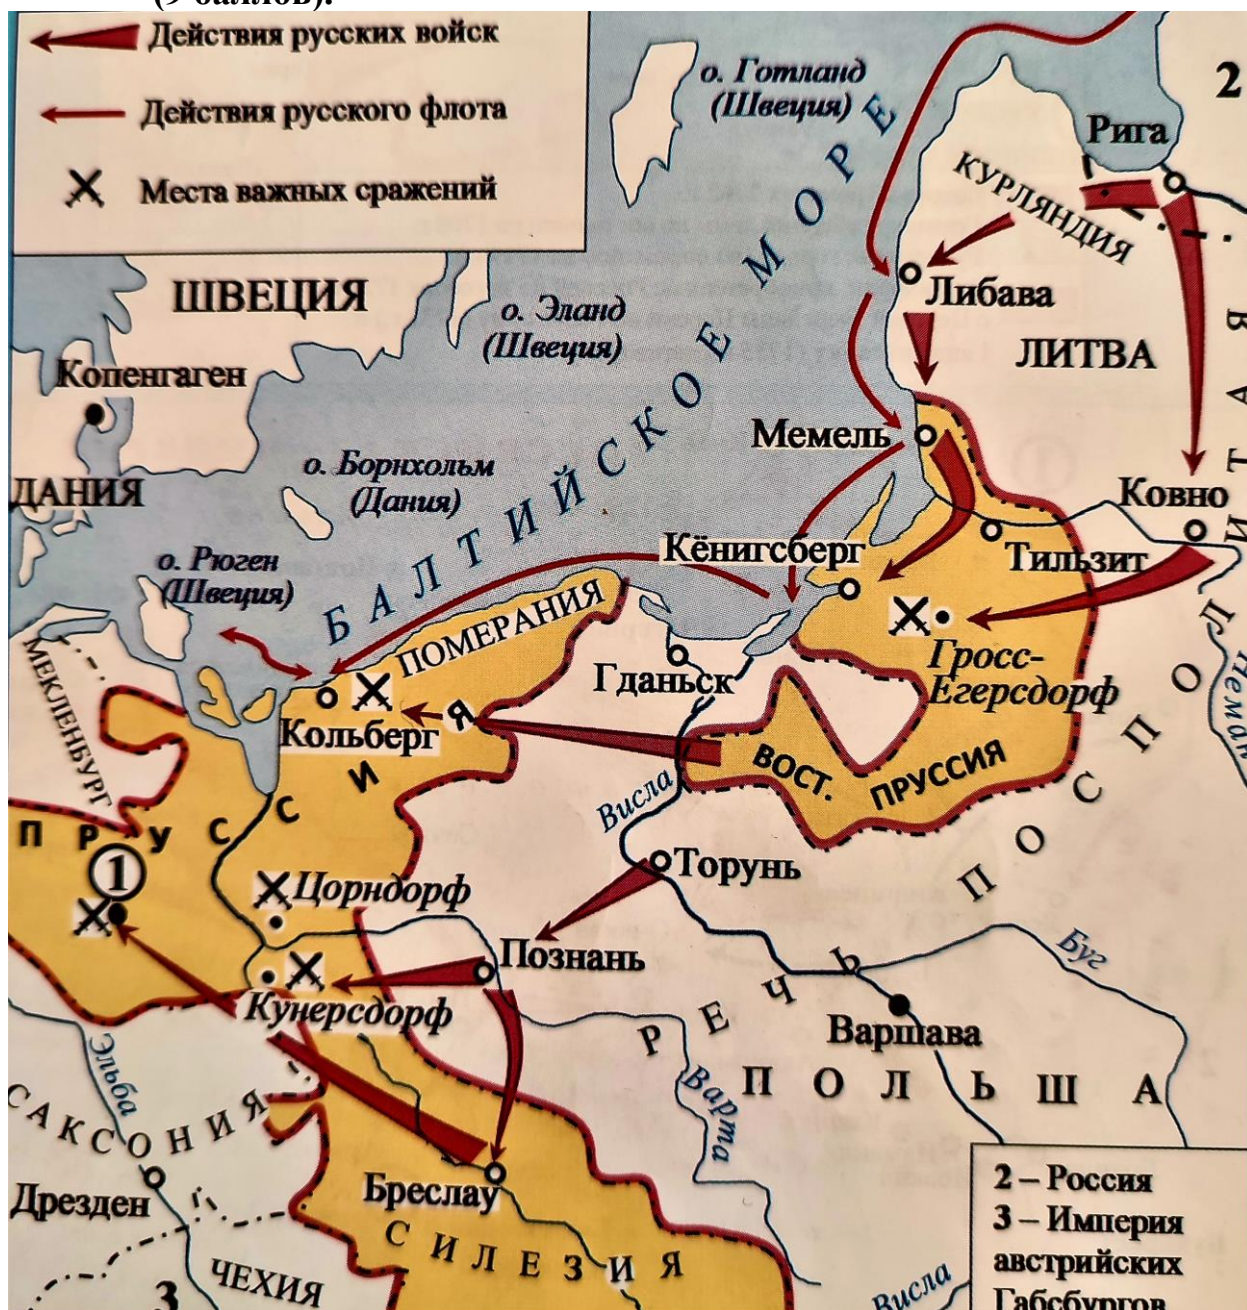 (9 баллов).
Действия русских войск
Действия русского флота
Места важных сражений
о. Готланд
(Швеция)
2
Рига
КУРЛЯНДИЯ
ШВЕЦИЯ
о. Эланд
(Швеция)
БАЛТИЙСКОЕ МОРЕ
Либава
ЛИТВА
Копенгаген
Мемель
о. Борнхольм
(Дания)
ДАНИЯ
Ковно
Кёнигсберг
Тильзит
о. Рюген
(Швеция)
ПОМЕРАНИЯ
МЕКЛЕНБУРГ
Гданьск
Гросс-
Егерсдорф
Неман
Кольберг
ВОСТ. ПРУССИЯ
Висла
ПРУССИЯ
1
Торунь
Цорндорф
Познань
Буг
Кунерсдорф
РЕЧЬ ПОСПОЛИТАЯ
Варшава
Эльба
Варта
ПОЛЬША
САКСОНИЯ
Дрезден
Бреслау
СИЛЕЗИЯ
ЧЕХИЯ
3
Висла
2 – Россия
3 – Империя
австрийских
Габсбургов